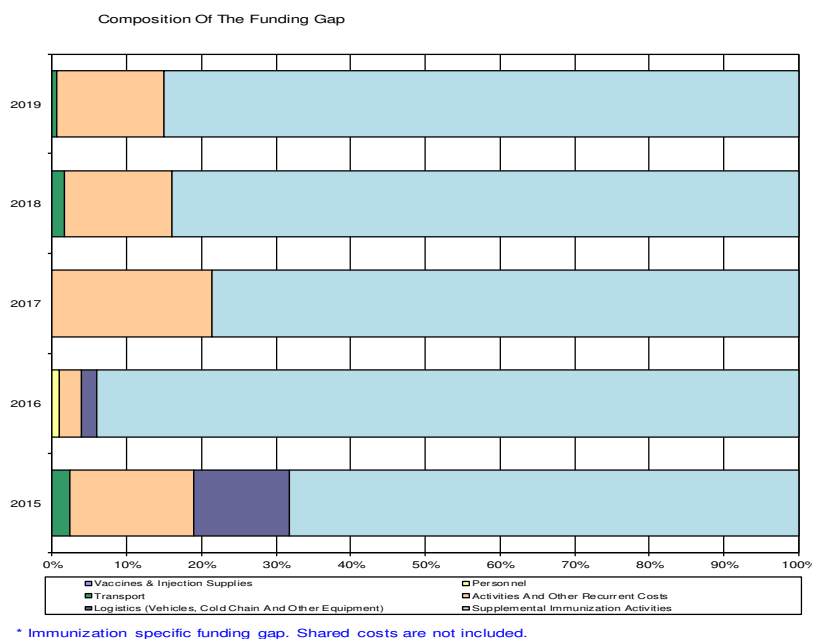 Composition Of The Funding Gap
2019
2018
2017
2016
2015
0% 10% 20% 30% 40% 50% 60% 70% 80% 90% 100%
Vaccines & Injection Supplies Personnel
Transport Activities And Other Recurrent Costs
Logistics (Vehicles, Cold Chain And Other Equipment) Supplemental Immunization Activities
* Immunization specific funding gap. Shared costs are not included.